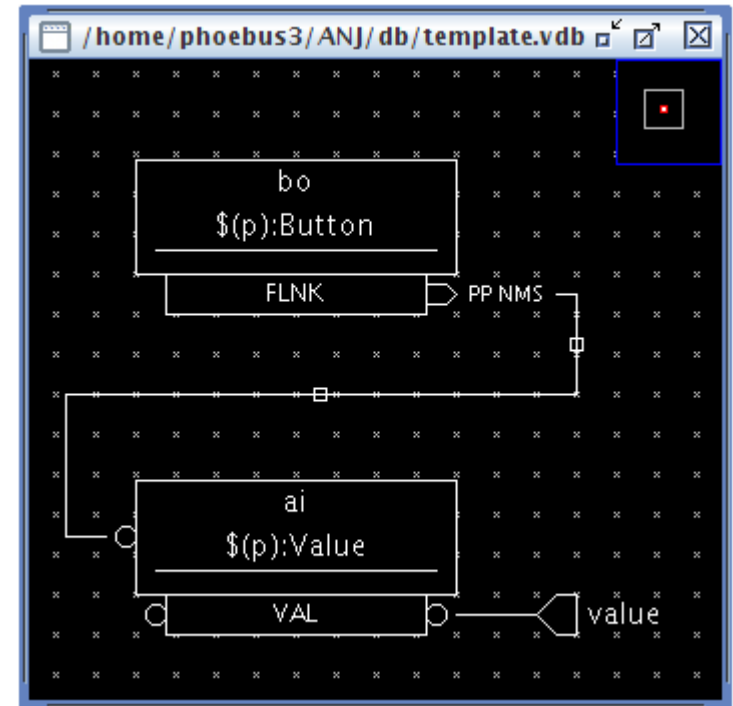 /home/phoebus3/ANJ/db/template.vdb
bo
$(p):Button
FLNK
PP NMS
ai
$(p):Value
VAL
value